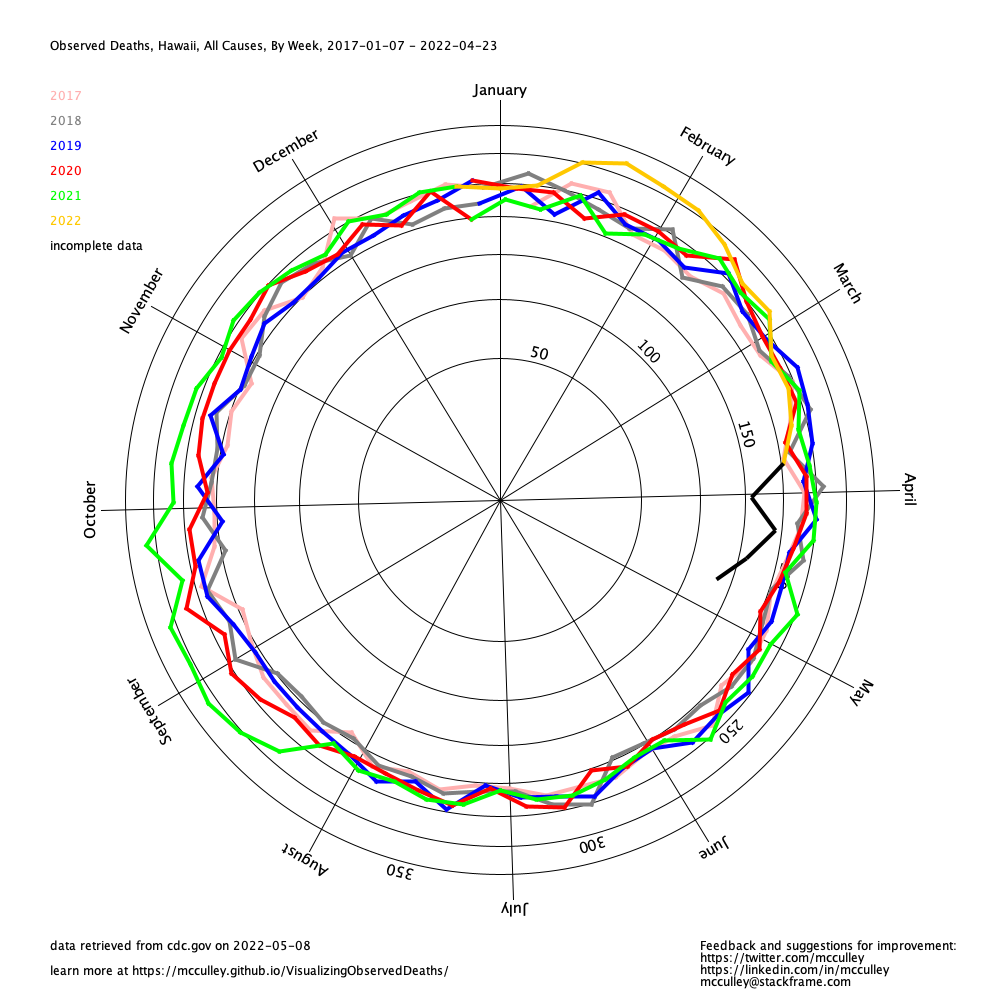 Observed Deaths, Hawaii, All Causes, By Week, 2017-01-07 - 2022-04-23
January
2017
2018
2019
2020
2021
2022
incomplete data
December
February
November
March
50
100
150
October
April
September
May
250
August
350
300
June
July
data retrieved from cdc.gov on 2022-05-08
learn more at https://mcculley.github.io/VisualizingObservedDeaths/
Feedback and suggestions for improvement:
https://twitter.com/mcculley
https://linkedin.com/in/mcculley
mcculley@stackframe.com